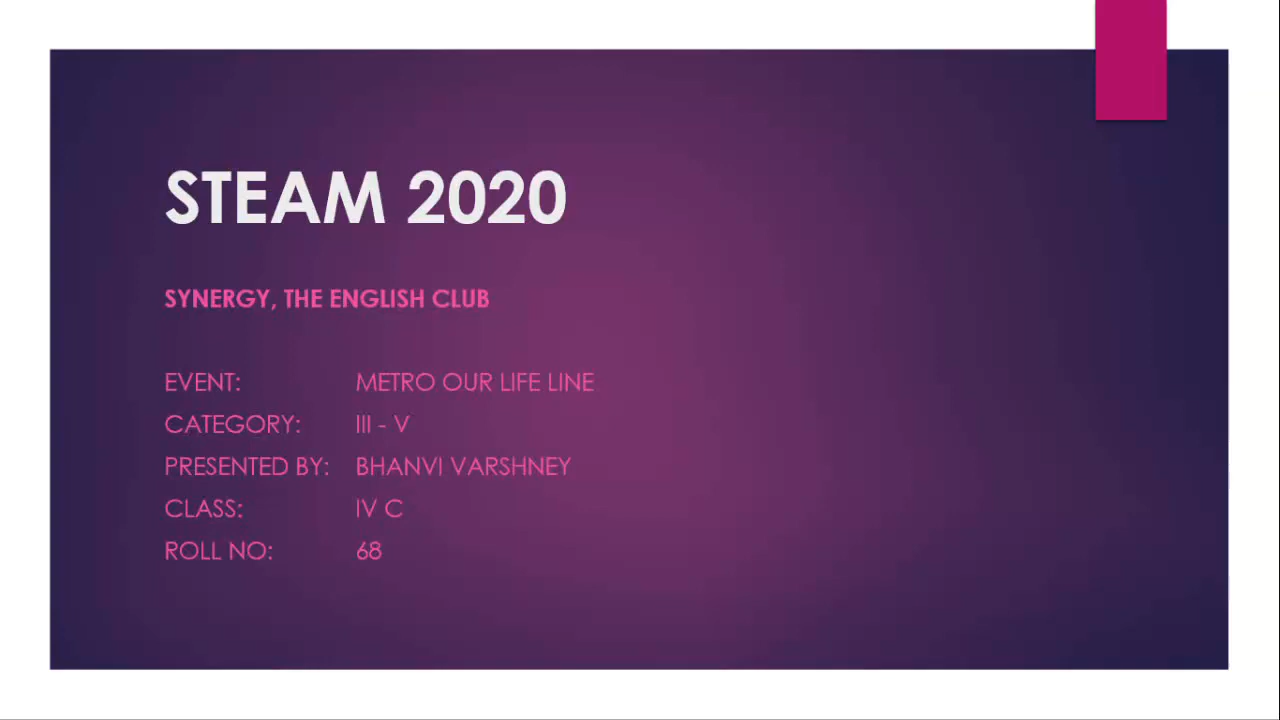 STEAM 2020
SYNERGY, THE ENGLISH CLUB
EVENT: METRO OUR LIFE LINE
CATEGORY: III - V
PRESENTED BY: BHANVI VARSHNEY
CLASS: IV C
ROLL NO: 68